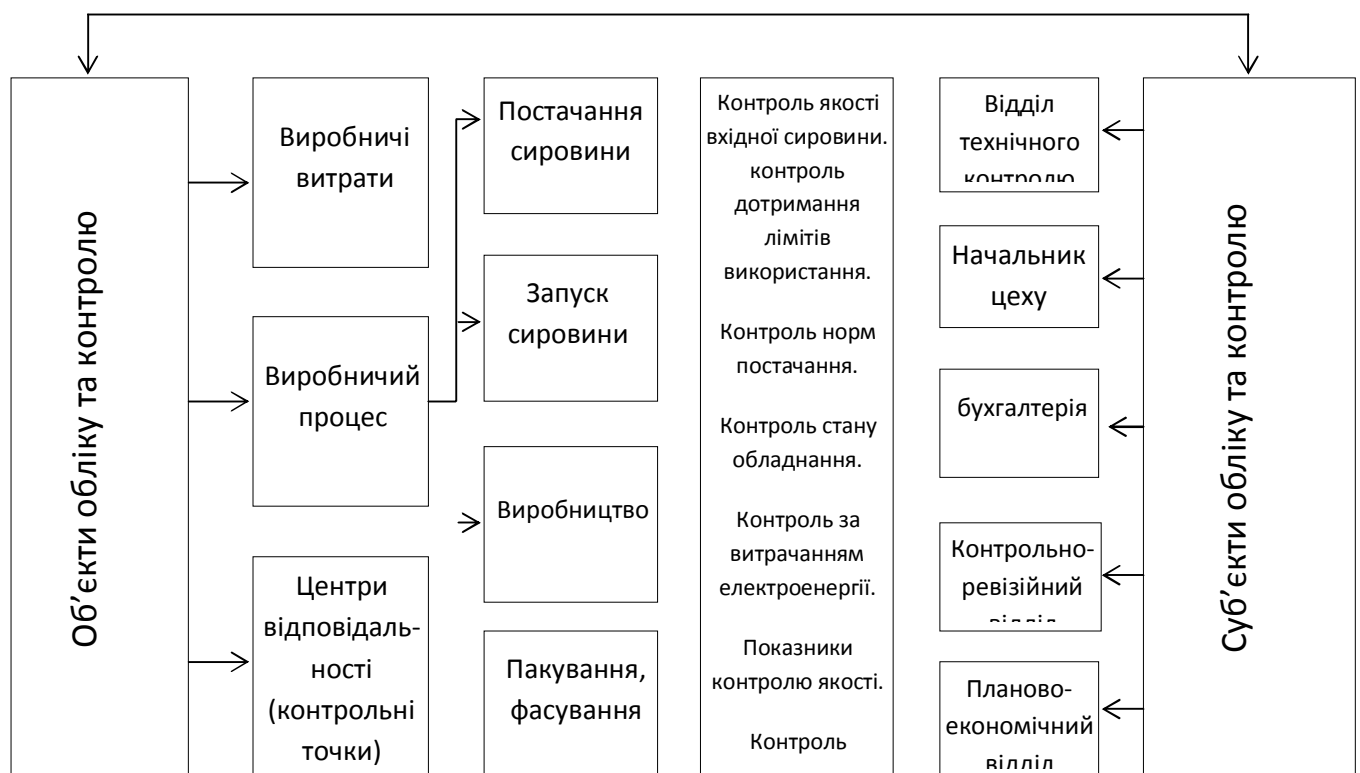 Об’єкти обліку та контролю
Виробничі
витрати
Виробничий
процес
Центри
відповідаль-
ності
(контрольні
точки)
Постачання
сировини
Запуск
сировини
Виробництво
Пакування,
фасування
Контроль якості
вхідної сировини.
контроль
дотримання
лімітів
використання.
Контроль норм
постачання.
Контроль стану
обладнання.
Контроль за
витрачанням
електроенергії.
Показники
контролю якості.
Контроль
Відділ
технічного
контролю
Начальник
цеху
бухгалтерія
Контрольно-
ревізійний
відділ
Планово-
економічний
відділ
Суб’єкти обліку та контролю